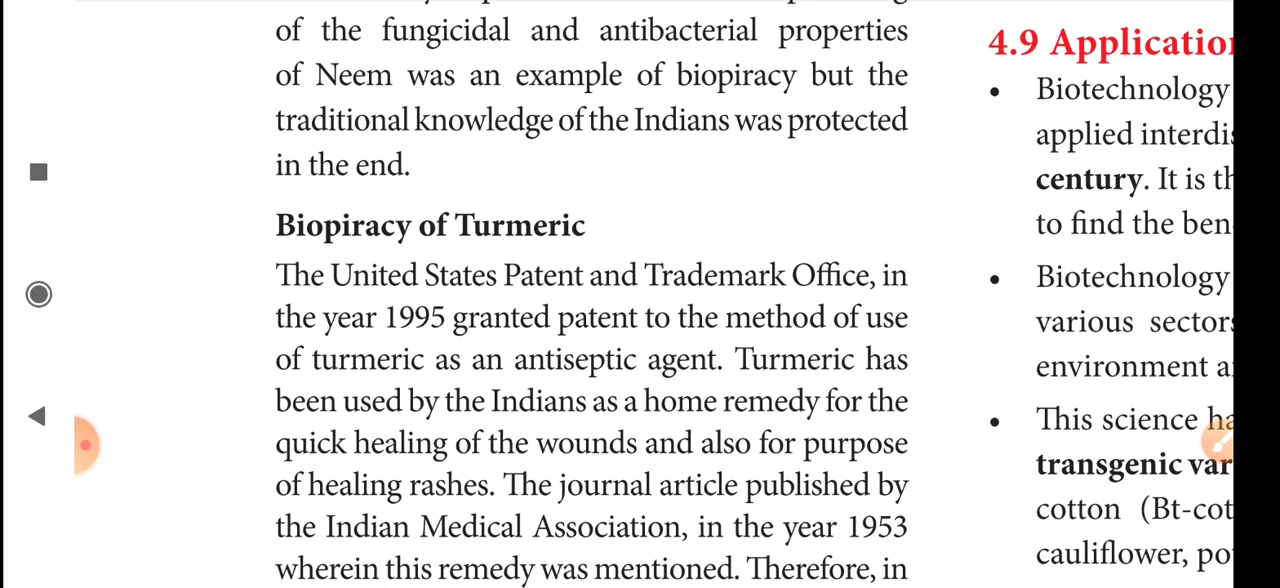 of the fungicidal and antibacterial properties
of Neem was an example of biopiracy but the
traditional knowledge of the Indians was protected
in the end.
Biopiracy of Turmeric
The United States Patent and Trademark Office, in
the year 1995 granted patent to the method of use
of turmeric as an antiseptic agent. Turmeric has
been used by the Indians as a home remedy for the
quick healing of the wounds and also for purpose
of healing rashes. The journal article published by
the Indian Medical Association, in the year 1953
wherein this remedy was mentioned. Therefore, in
4.9 Applicatio
• Biotechnology
applied interdi
century. It is th
to find the ben
• Biotechnology
various sectors
environment a
• This science ha
transgenic var
cotton (Bt-cot
cauliflower, po